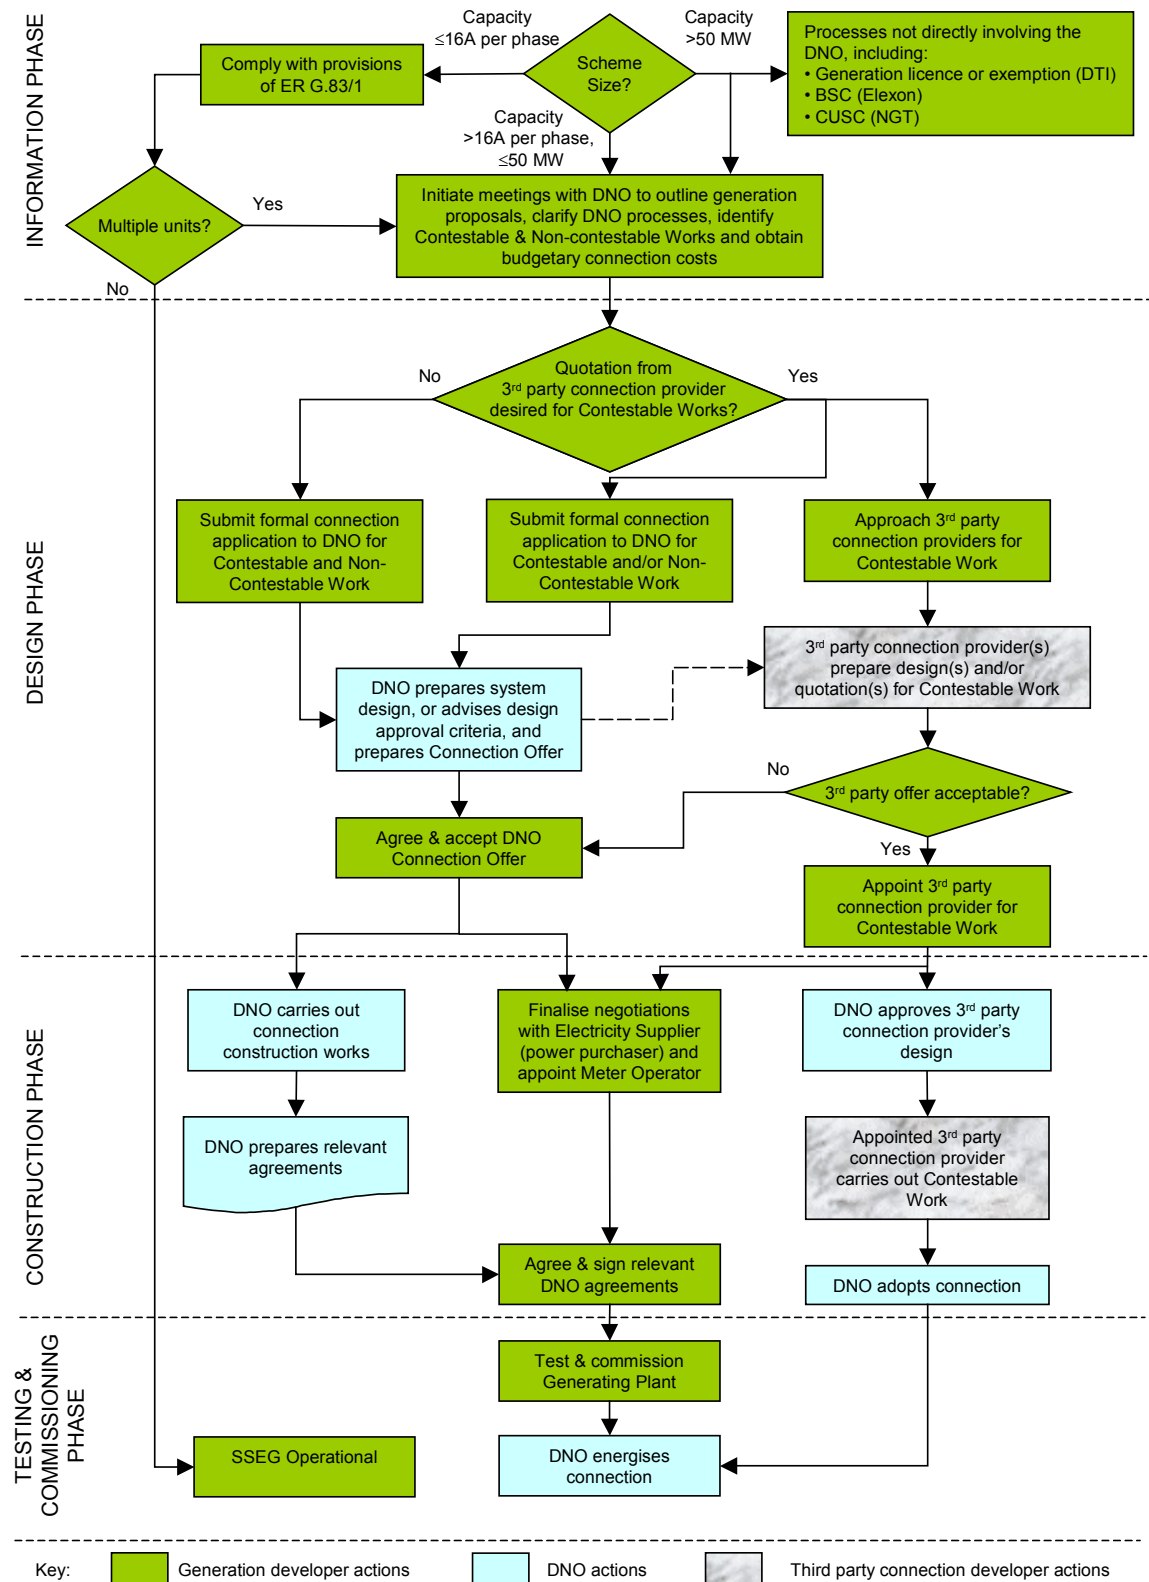 INFORMATION PHASE
Capacity
≤16A per phase
Capacity
>50 MW
Scheme
Size?
Comply with provisions
of ER G.83/1
Processes not directly involving the
DNO, including:
• Generation licence or exemption (DTI)
• BSC (Elexon)
• CUSC (NGT)
Capacity
>16A per phase,
≤50 MW
Multiple units?
Yes
No
Initiate meetings with DNO to outline generation
proposals, clarify DNO processes, identify
Contestable & Non-contestable Works and obtain
budgetary connection costs
DESIGN PHASE
Quotation from
3rd party connection provider
desired for Contestable Works?
No
Yes
Submit formal connection
application to DNO for
Contestable and Non-
Contestable Work
Submit formal connection
application to DNO for
Contestable and/or Non-
Contestable Work
Approach 3rd party
connection providers for
Contestable Work
3rd party connection provider(s)
prepare design(s) and/or
quotation(s) for Contestable Work
DNO prepares system
design, or advises design
approval criteria, and
prepares Connection Offer
No
3rd party offer acceptable?
Yes
Agree & accept DNO
Connection Offer
Appoint 3rd party
connection provider for
Contestable Work
CONSTRUCTION PHASE
DNO carries out
connection
construction works
Finalise negotiations
with Electricity Supplier
(power purchaser) and
appoint Meter Operator
DNO approves 3rd party
connection provider's
design
DNO prepares relevant
agreements
Appointed 3rd party
connection provider
carries out Contestable
Work
Agree & sign relevant
DNO agreements
DNO adopts connection
TESTING &
COMMISSIONING
PHASE
Test & commission
Generating Plant
SSEG Operational
DNO energises
connection
Key:
Generation developer actions
DNO actions
Third party connection developer actions